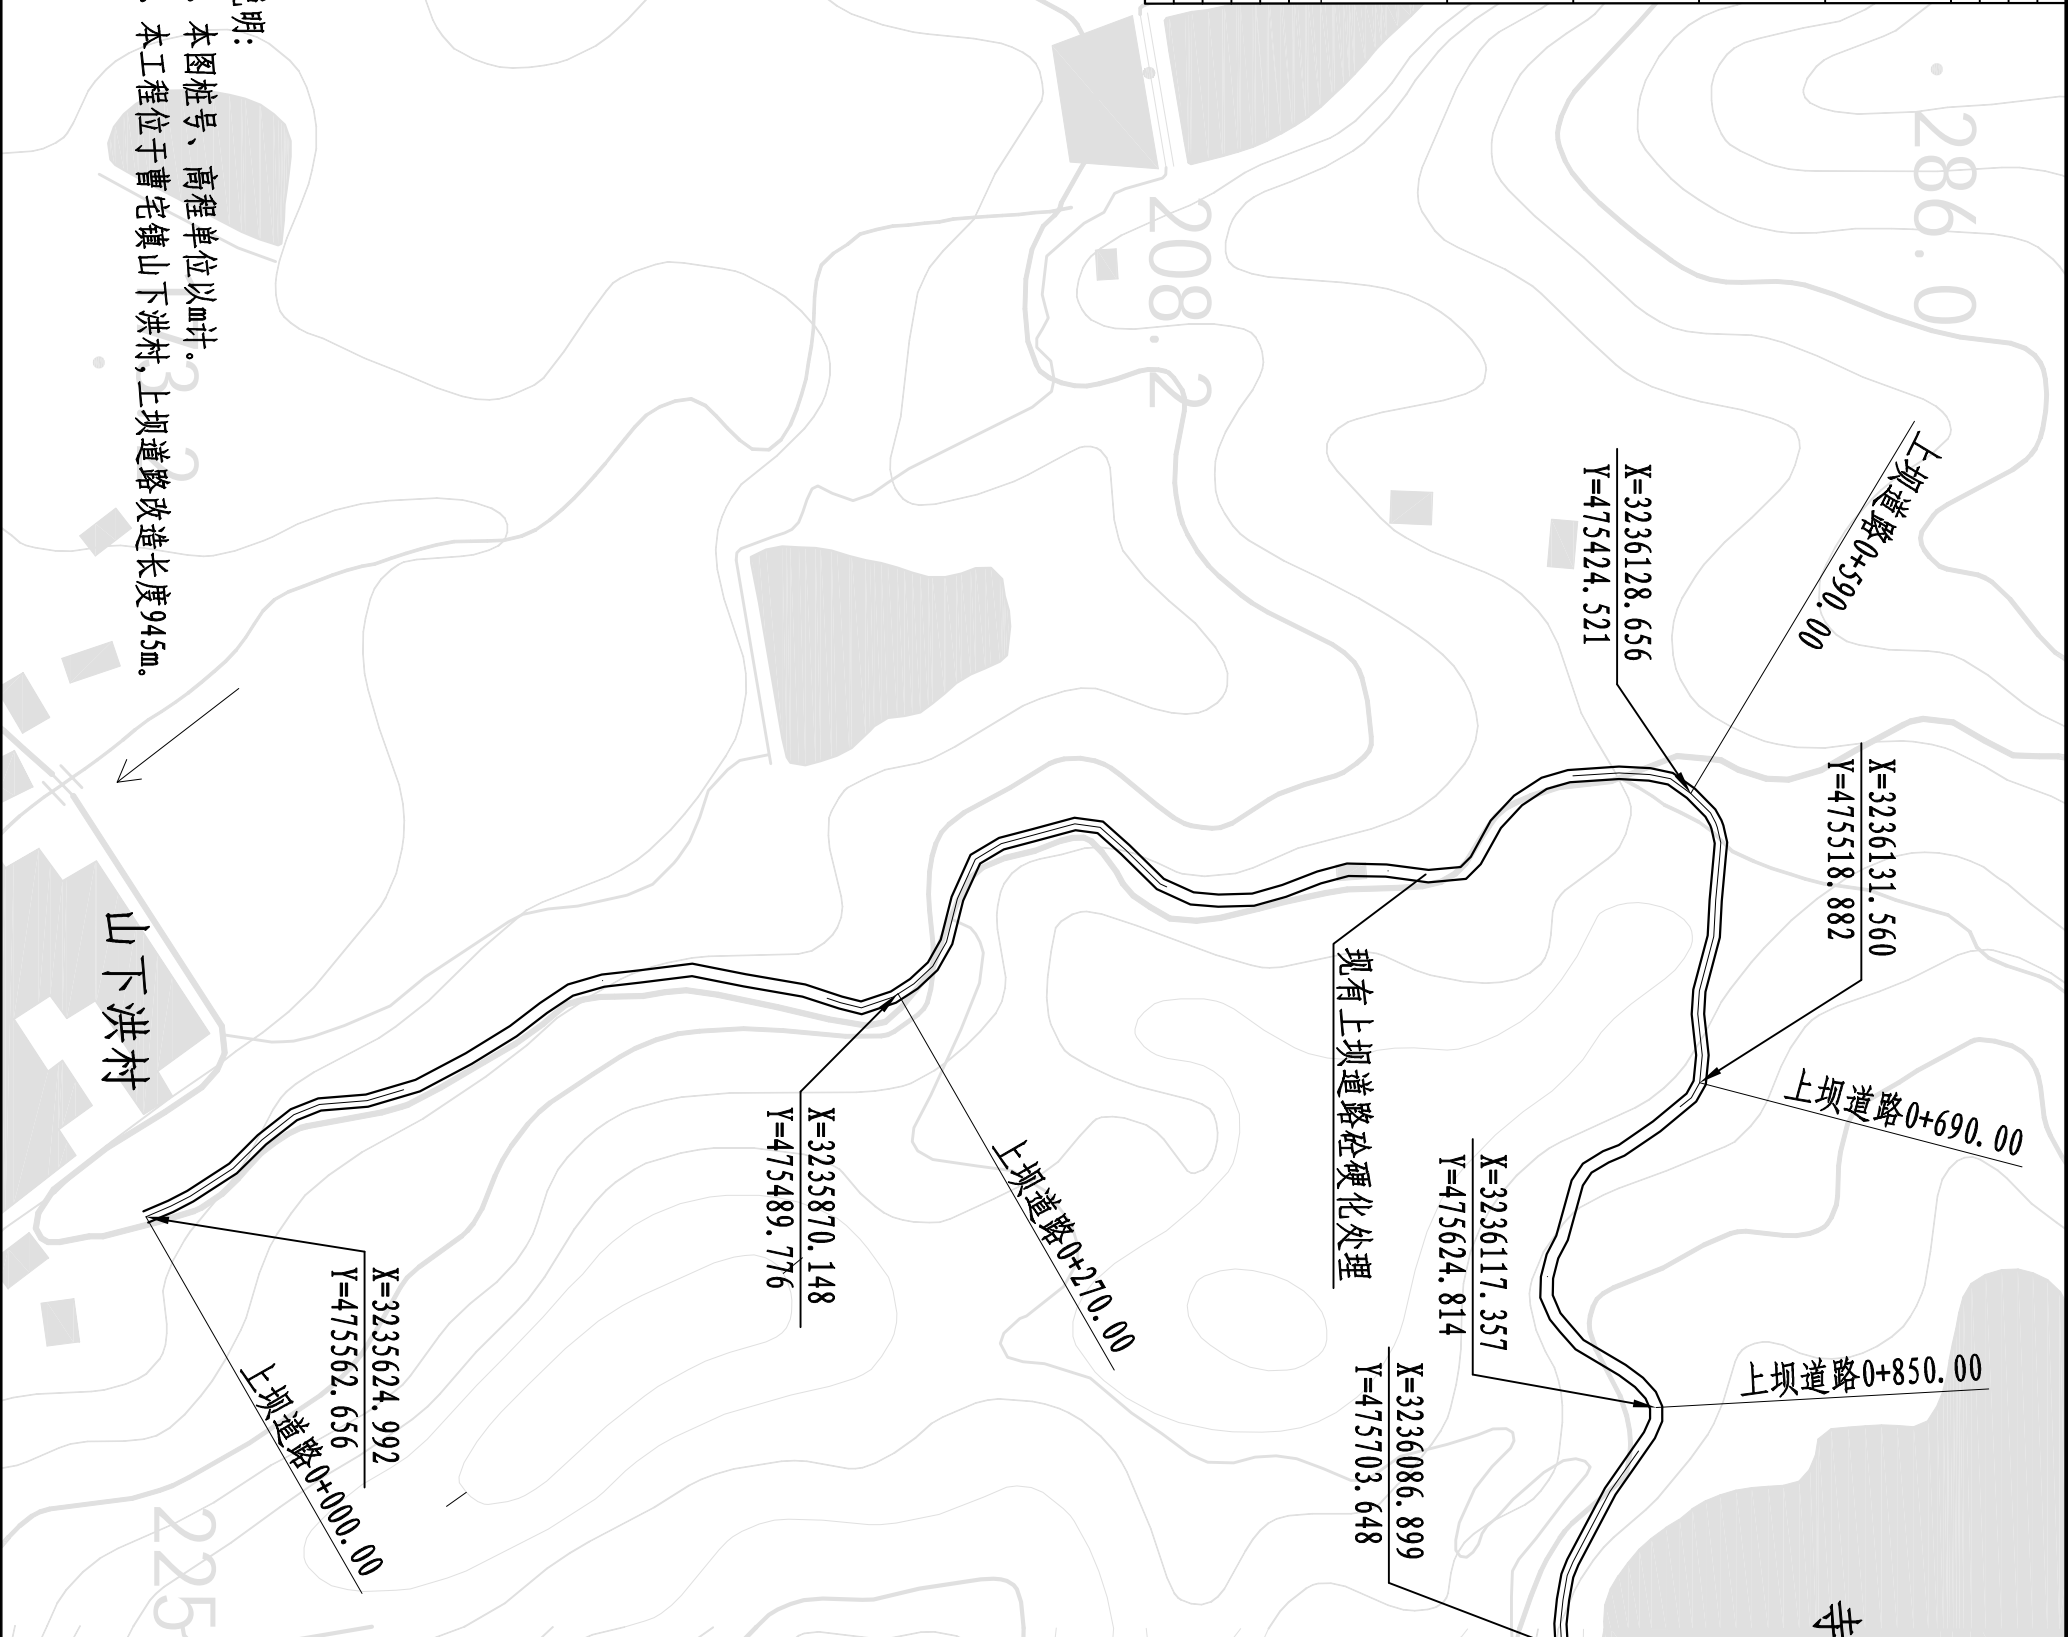 明:
本图桩号、高程单位以m计。
本工程位于曹宅镇山下洪村,上坝道路改造长度945m。
286.0
208.2
173.2
上坝道路0+590.00
X=3236128.656
Y=475424.521
X=3236131.560
Y=475518.882
上坝道路0+690.00
现有上坝道路砼硬化处理
山下洪村
X=3235870.148
Y=475489.776
上坝道路0+270.00
X=3236117.357
Y=475624.814
上坝道路0+850.00
X=3236086.899
Y=475703.648
X=3235624.992
Y=475562.656
上坝道路0+000.00
225
寺